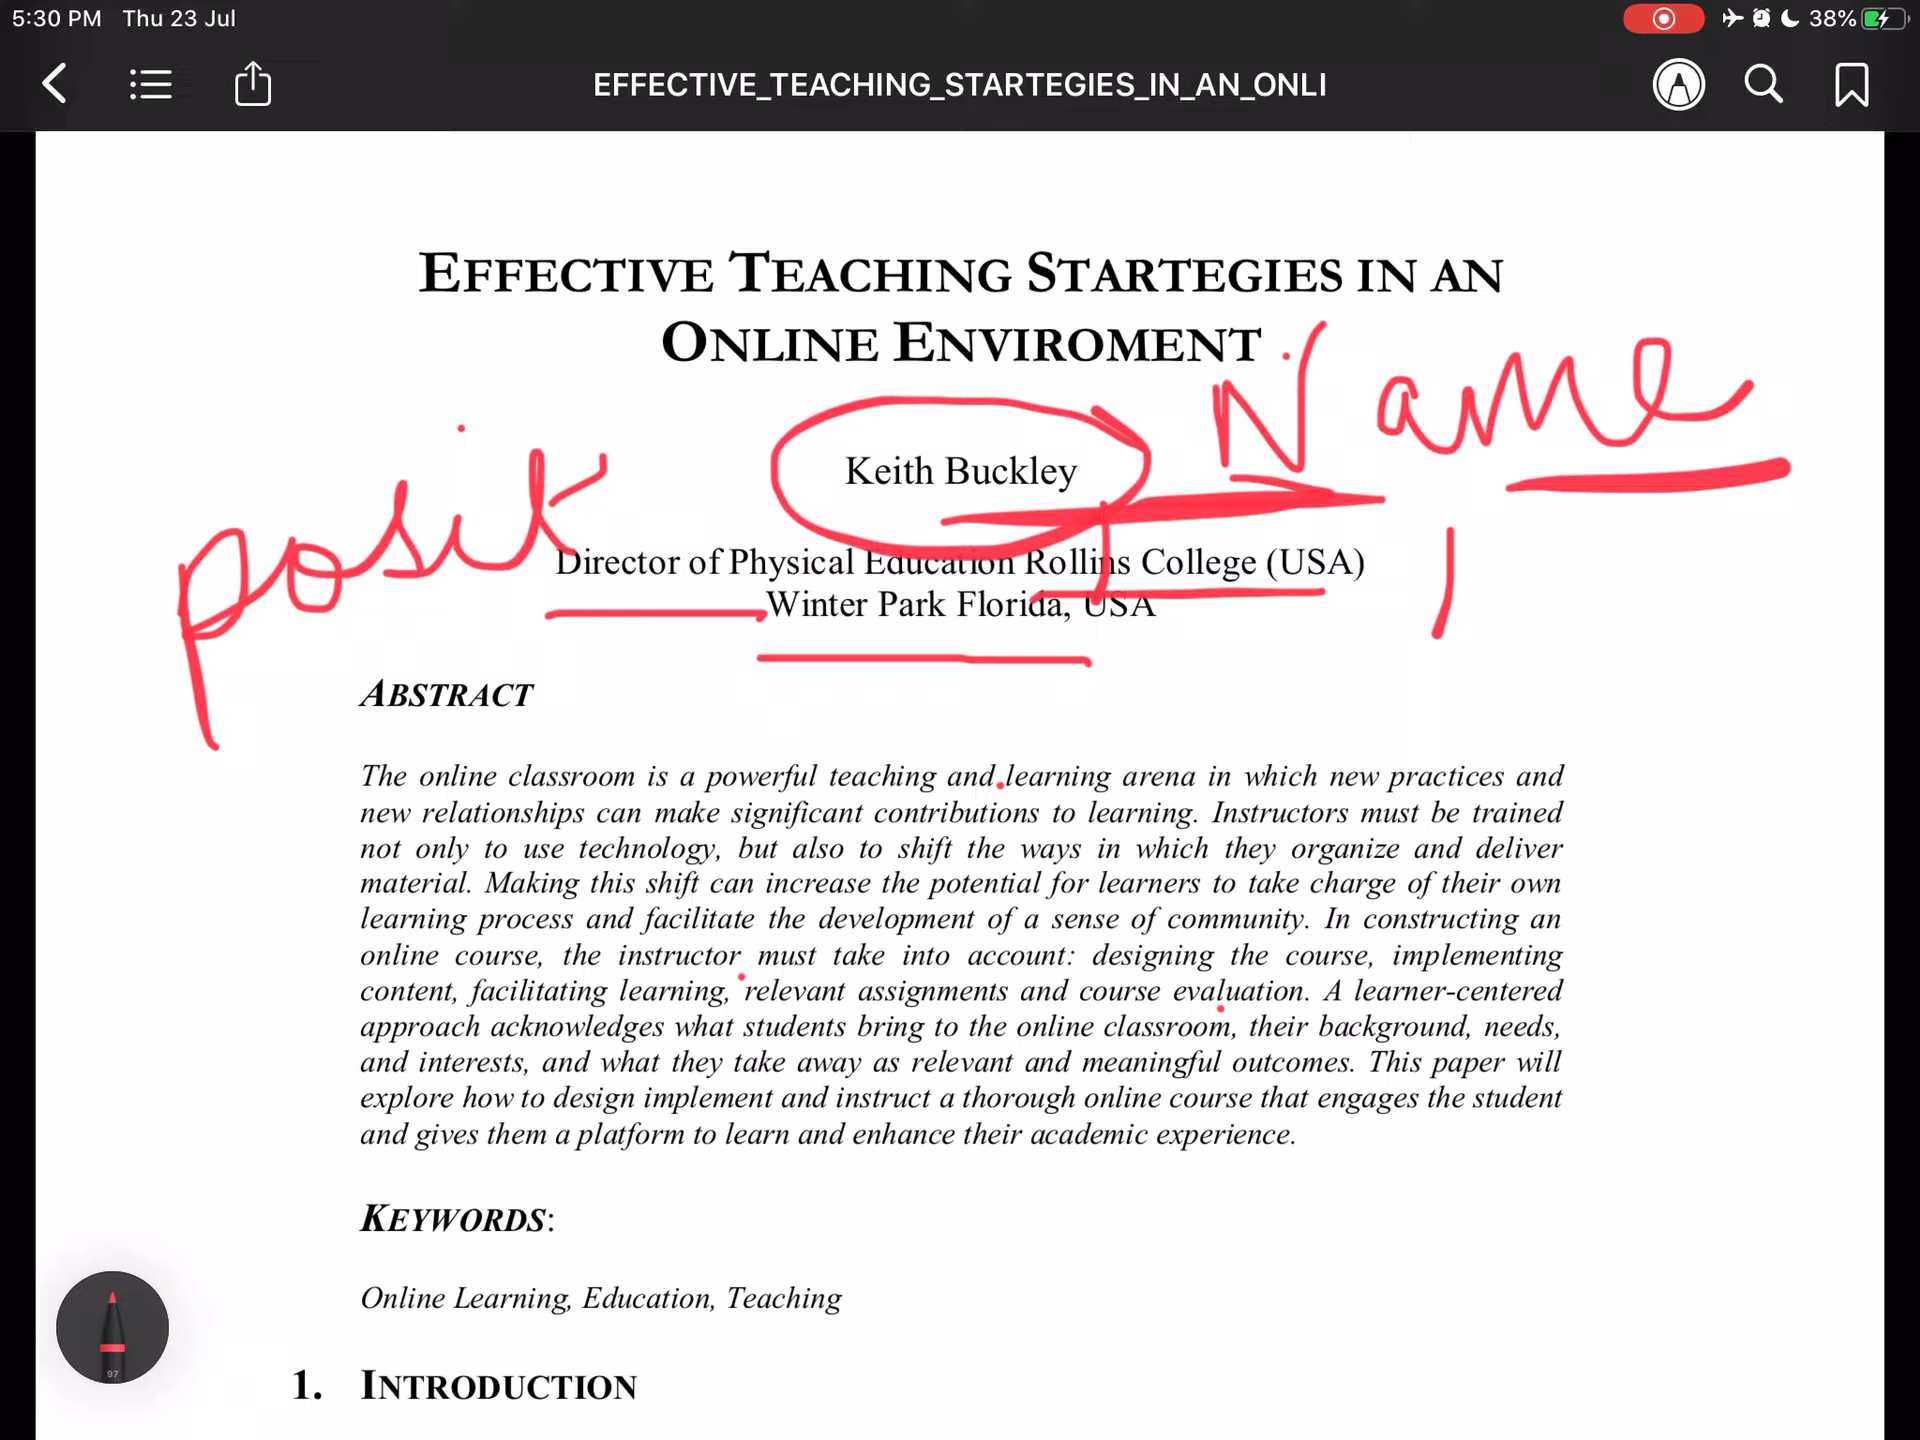 5:30 PM Thu 23 Jul 38%
EFFECTIVE_TEACHING_STARTEGIES_IN_AN_ONLI
EFFECTIVE TEACHING STARTEGIES IN AN
ONLINE ENVIROMENT
Name
Keith Buckley
posit
Director of Physical Education Rollins College (USA)
Winter Park Florida, USA
ABSTRACT
The online classroom is a powerful teaching and learning arena in which new practices and
new relationships can make significant contributions to learning. Instructors must be trained
not only to use technology, but also to shift the ways in which they organize and deliver
material. Making this shift can increase the potential for learners to take charge of their own
learning process and facilitate the development of a sense of community. In constructing an
online course, the instructor must take into account: designing the course, implementing
content, facilitating learning, relevant assignments and course evaluation. A learner-centered
approach acknowledges what students bring to the online classroom, their background, needs,
and interests, and what they take away as relevant and meaningful outcomes. This paper will
explore how to design implement and instruct a thorough online course that engages the student
and gives them a platform to learn and enhance their academic experience.
KEYWORDS:
Online Learning, Education, Teaching
97
1. INTRODUCTION